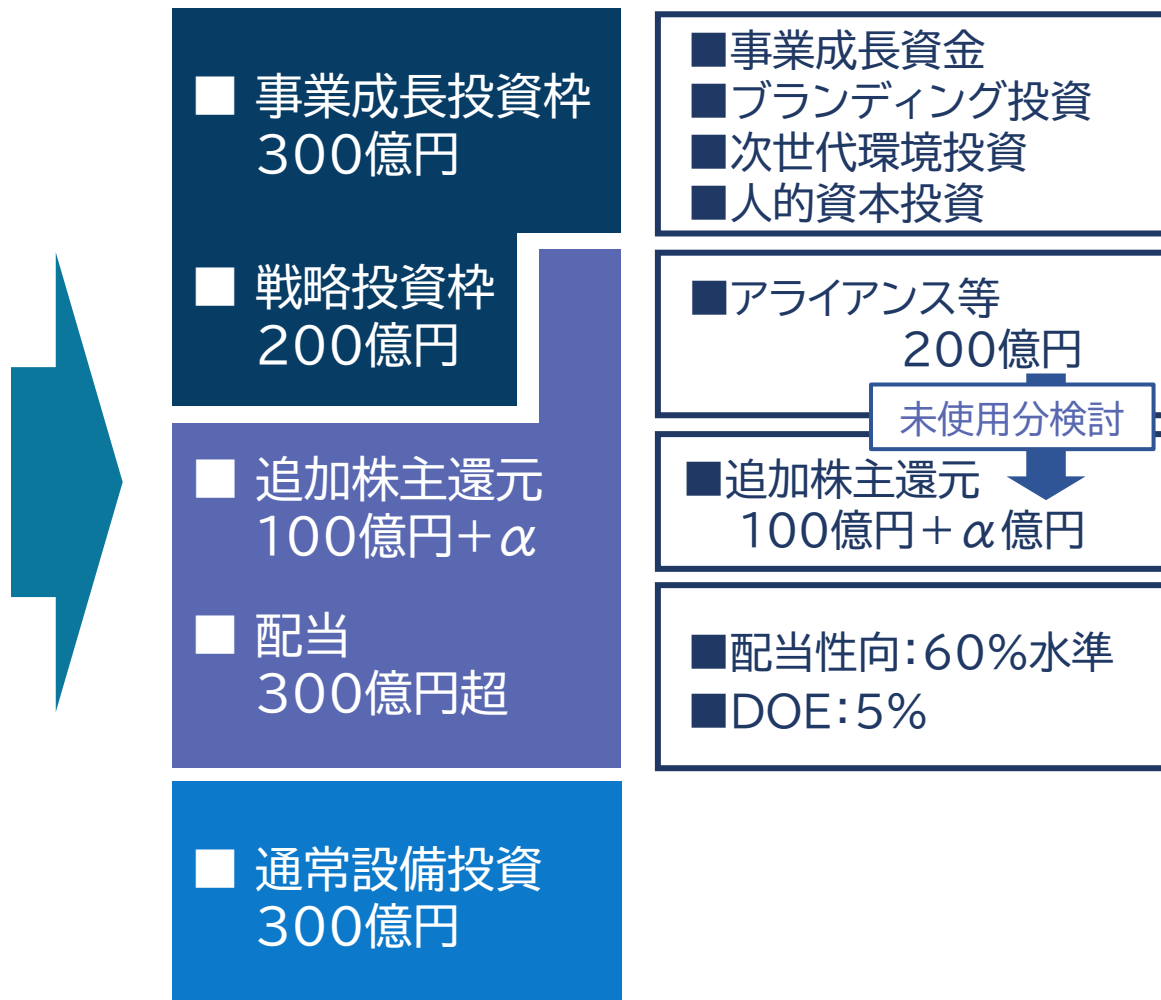 ■ 事業成長投資枠
300億円
■ 戦略投資枠
200億円
■ 追加株主還元
100億円＋α
■ 配当
300億円超
■ 通常設備投資
300億円
■事業成長資金
■ブランディング投資
■次世代環境投資
■人的資本投資
■アライアンス等
200億円
未使用分検討
■追加株主還元
100億円＋α億円
■配当性向：60％水準
■DOE：5％